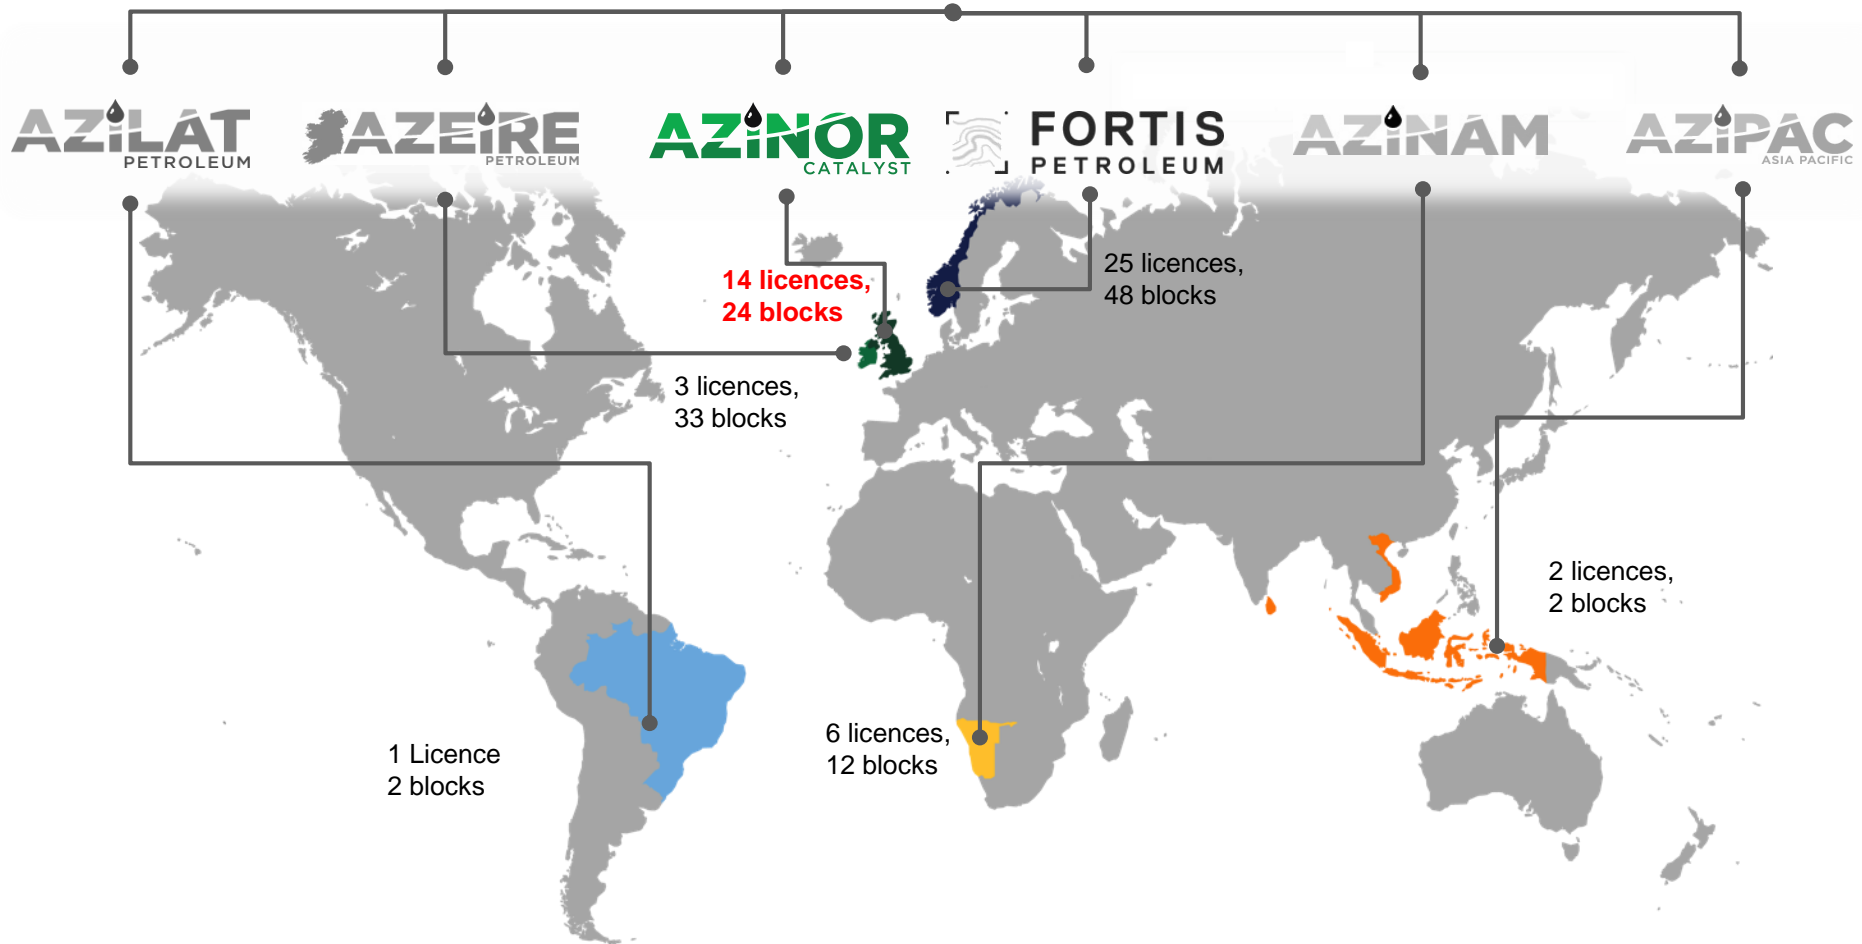 AZILAT
PETROLEUM
AZEIRE
PETROLEUM
AZINOR
CATALYST
FORTIS
PETROLEUM
AZINAM
AZIPAC
ASIA PACIFIC
14 licences,
24 blocks
25 licences,
48 blocks
3 licences,
33 blocks
2 licences,
2 blocks
1 Licence
2 blocks
6 licences,
12 blocks